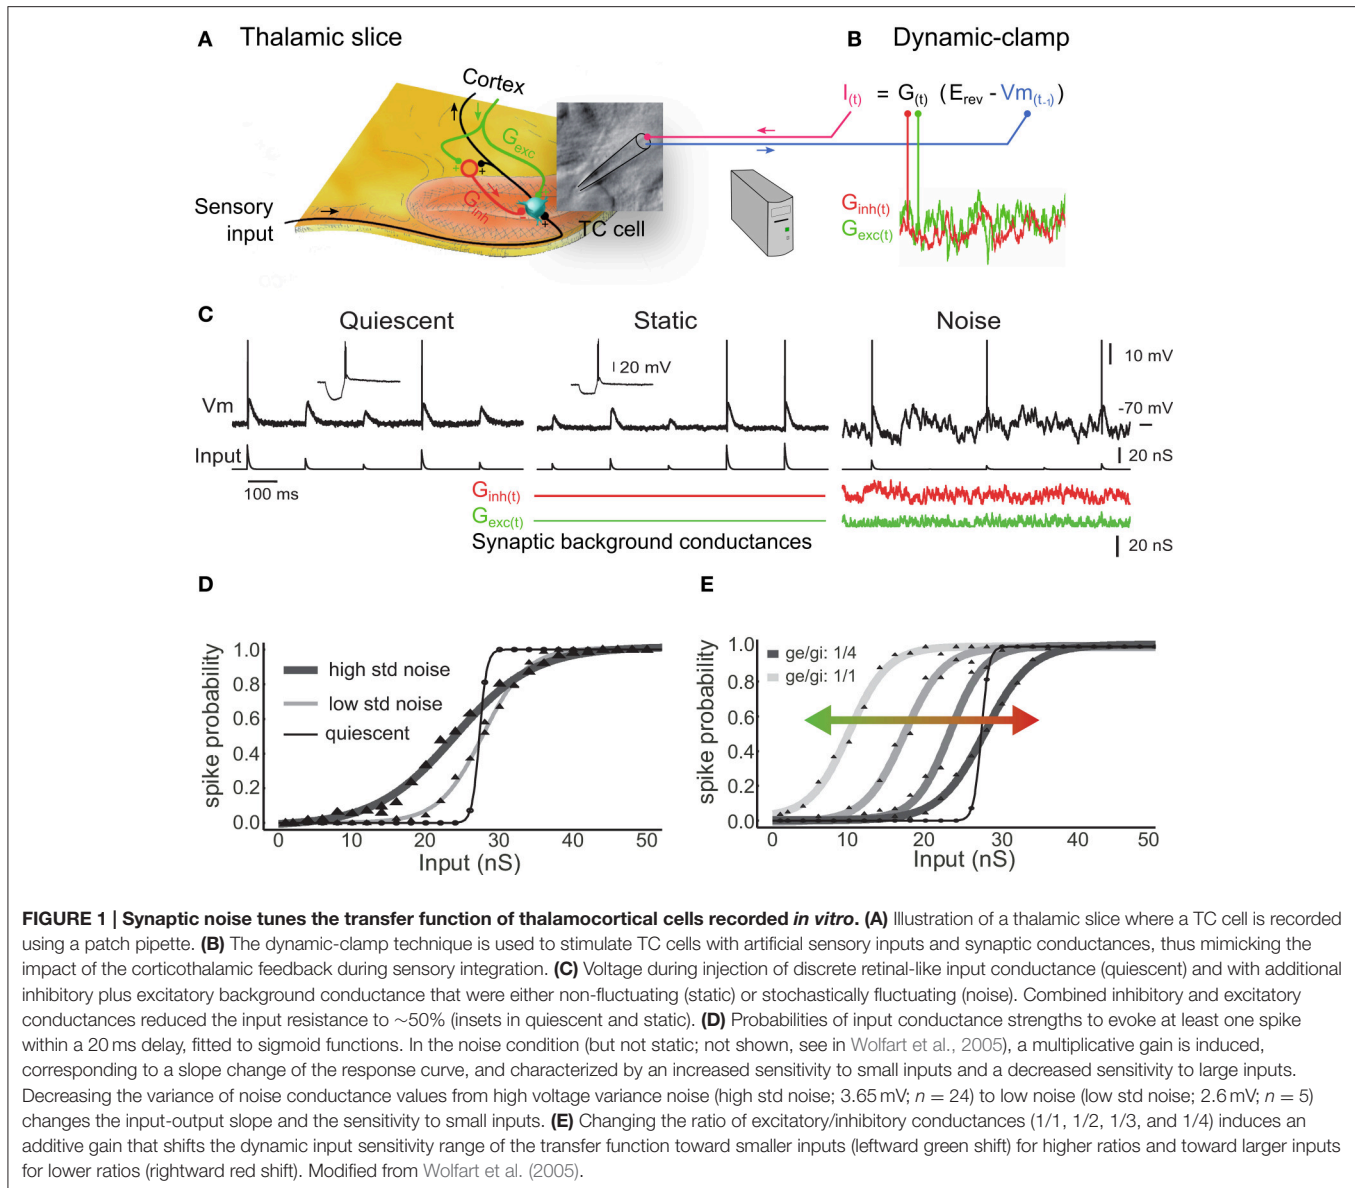 A Thalamic slice
B Dynamic-clamp
Cortex
I(t) = G(t) (Erev - Vm(t-1))
Gexc
Ginh
Sensory
input
TC cell
Ginh(t)
Gexc(t)
C
Quiescent
Static
Noise
20 mV
10 mV
Vm
-70 mV
Input
20 nS
100 ms
Ginh(t)
Gexc(t)
Synaptic background conductances
20 nS
D
spike probability
1.0
0.8
0.6
0.4
0.2
0.0
high std noise
low std noise
quiescent
0 10 20 30 40 50
Input (nS)
E
spike probability
1.0
0.8
0.6
0.4
0.2
0.0
ge/gi: 1/4
ge/gi: 1/1
0 10 20 30 40 50
Input (nS)
FIGURE 1 | Synaptic noise tunes the transfer function of thalamocortical cells recorded in vitro. (A) Illustration of a thalamic slice where a TC cell is recorded
using a patch pipette. (B) The dynamic-clamp technique is used to stimulate TC cells with artificial sensory inputs and synaptic conductances, thus mimicking the
impact of the corticothalamic feedback during sensory integration. (C) Voltage during injection of discrete retinal-like input conductance (quiescent) and with additional
inhibitory plus excitatory background conductance that were either non-fluctuating (static) or stochastically fluctuating (noise). Combined inhibitory and excitatory
conductances reduced the input resistance to ∼50% (insets in quiescent and static). (D) Probabilities of input conductance strengths to evoke at least one spike
within a 20 ms delay, fitted to sigmoid functions. In the noise condition (but not static; not shown, see in Wolfart et al., 2005), a multiplicative gain is induced,
corresponding to a slope change of the response curve, and characterized by an increased sensitivity to small inputs and a decreased sensitivity to large inputs.
Decreasing the variance of noise conductance values from high voltage variance noise (high std noise; 3.65 mV; n = 24) to low noise (low std noise; 2.6 mV; n = 5)
changes the input-output slope and the sensitivity to small inputs. (E) Changing the ratio of excitatory/inhibitory conductances (1/1, 1/2, 1/3, and 1/4) induces an
additive gain that shifts the dynamic input sensitivity range of the transfer function toward smaller inputs (leftward green shift) for higher ratios and toward larger inputs
for lower ratios (rightward red shift). Modified from Wolfart et al. (2005).